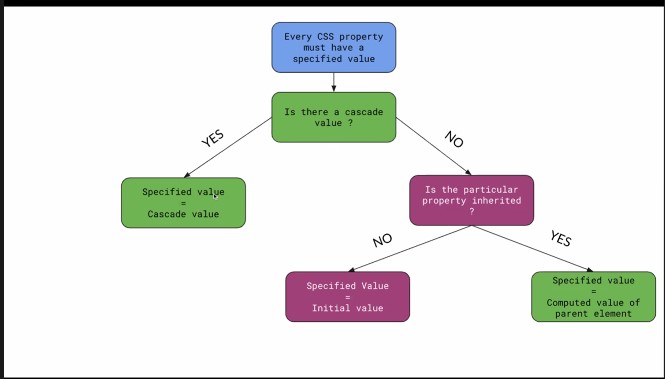 Every CSS property
must have a
specified value
Is there a cascade
value ?
YES
NO
Specified value
=
Cascade value
Is the particular
property inherited
?
NO
YES
Specified Value
=
Initial value
Specified value
=
Computed value of
parent element